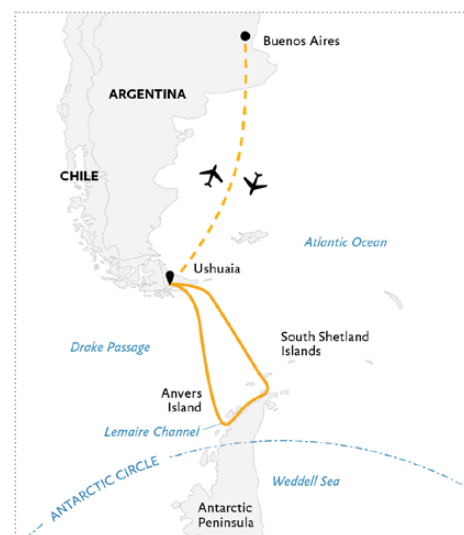 Buenos Aires
ARGENTINA
CHILE
Atlantic Ocean
Ushuaia
Drake Passage
South Shetland
Islands
Anvers
Island
Lemaire Channel
ANTARCTIC CIRCLE
Weddell Sea
Antarctic
Peninsula